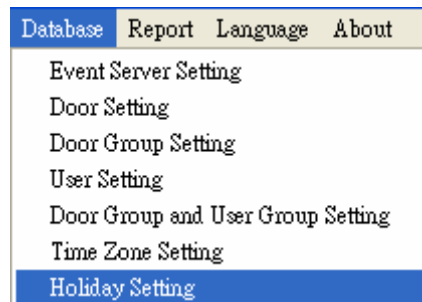 Database Report Language About
Event Server Setting
Door Setting
Door Group Setting
User Setting
Door Group and User Group Setting
Time Zone Setting
Holiday Setting